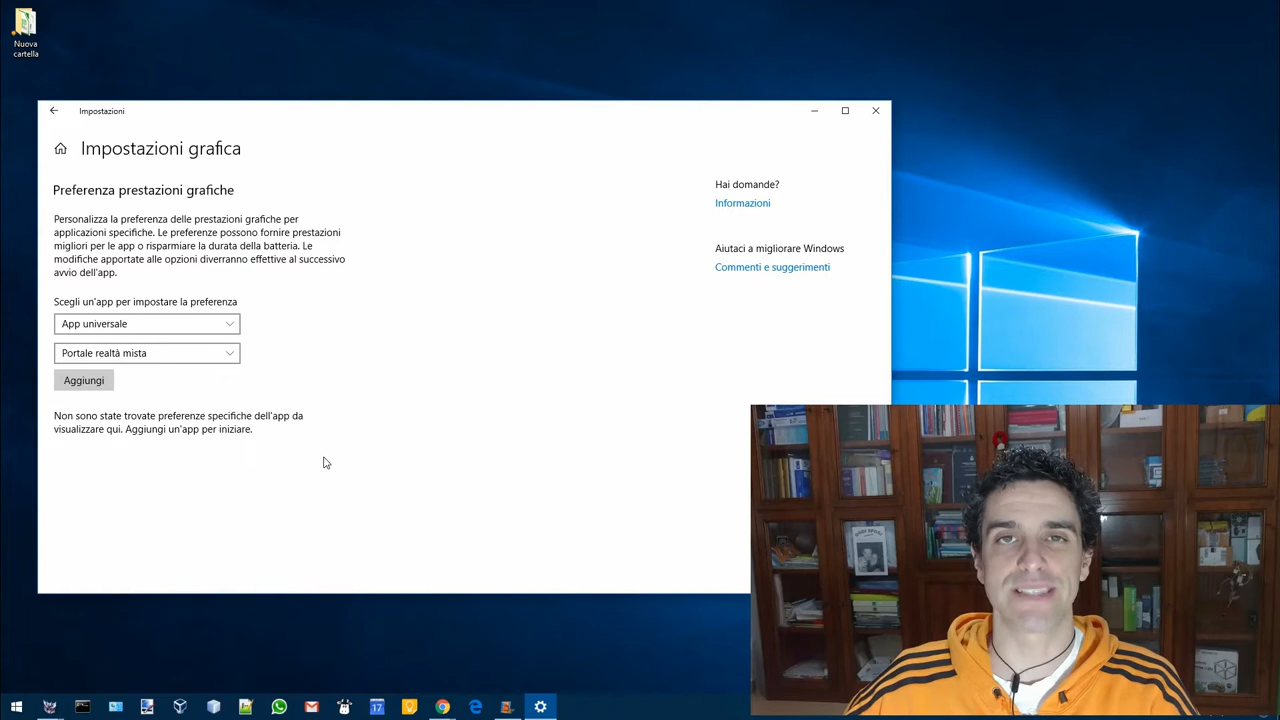 Nuova
cartella
Impostazioni
Impostazioni grafica
Preferenza prestazioni grafiche
Personalizza la preferenza delle prestazioni grafiche per
applicazioni specifiche. Le preferenze possono fornire prestazioni
migliori per le app o risparmiare la durata della batteria. Le
modifiche apportate alle opzioni diverranno effettive al successivo
avvio dell'app.
Scegli un'app per impostare la preferenza
App universale
Portale realtà mista
Aggiungi
Non sono state trovate preferenze specifiche dell'app da
visualizzare qui. Aggiungi un'app per iniziare.
Hai domande?
Informazioni
Aiutaci a migliorare Windows
Commenti e suggerimenti
17